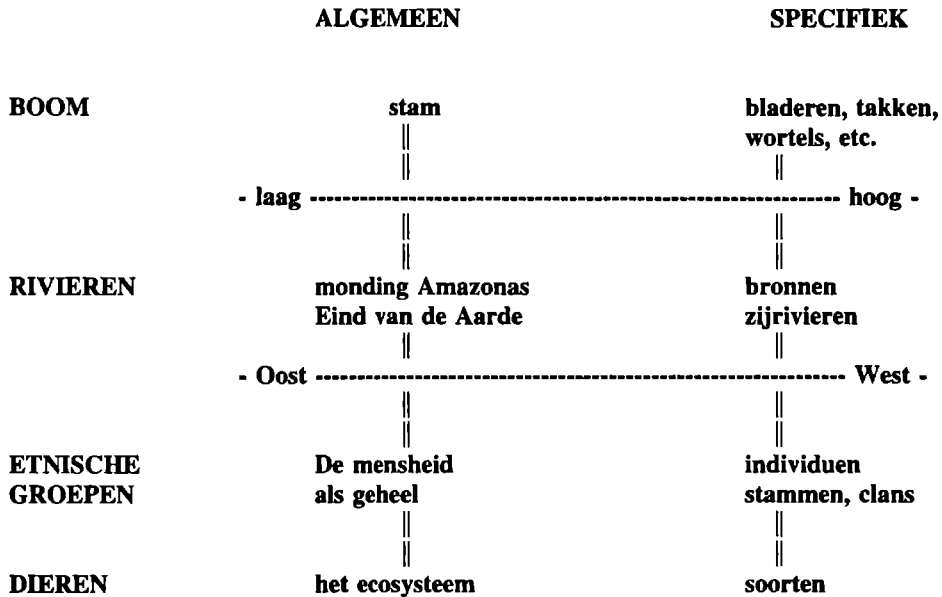 ALGEMEEN SPECIFIEK
BOOM stam bladeren, takken,
wortels, etc.
- laag ---------------------------------------------------------------- hoog -
RIVIEREN monding Amazonas bronnen
Eind van de Aarde zijrivieren
- Oost ---------------------------------------------------------------- West -
ETNISCHE De mensheid individuen
GROEPEN als geheel stammen, clans
DIEREN het ecosysteem soorten